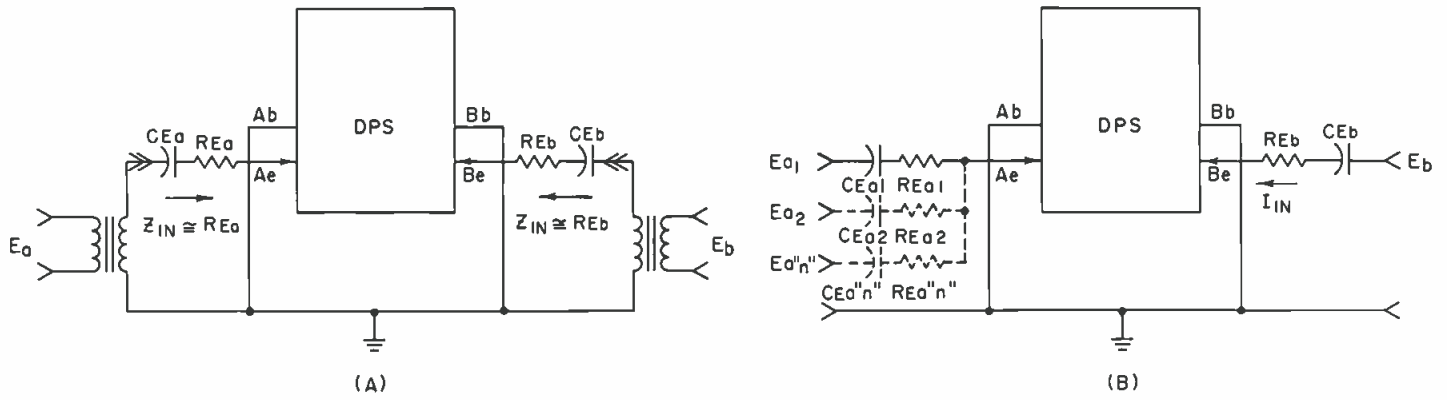 Ab
DPS
Bb
CEa
REa
REb
CEb
Ae
Be
ZIN ≅ REa
ZIN ≅ REb
Ea
Eb
(A)
Ab
DPS
Bb
REb
CEb
Ea1
Ae
Be
Eb
CEa1
REa1
IIN
Ea2
CEa2
REa2
Ea"n"
CEa"n"
REa"n"
(B)